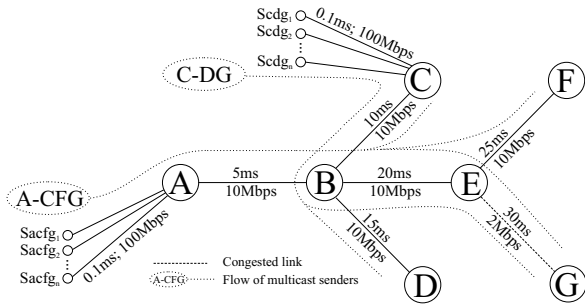 Scdg₁
Scdg₂
Scdgₙ
0.1ms; 100Mbps
C-DG
C
F
10ms
10Mbps
25ms
10Mbps
A-CFG
A
5ms
10Mbps
B
20ms
10Mbps
E
Sacfg₁
Sacfg₂
Sacfgₙ
0.1ms; 100Mbps
15ms
10Mbps
30ms
2Mbps
D
G
Congested link
A-CFG
Flow of multicast senders